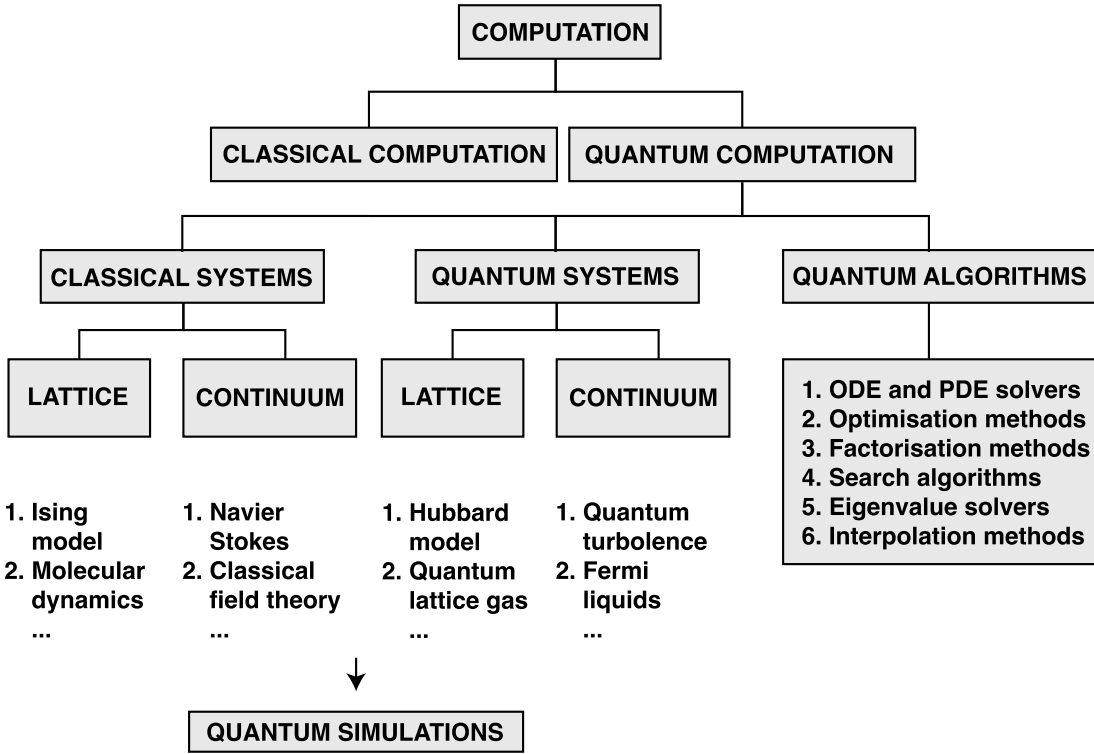 COMPUTATION
CLASSICAL COMPUTATION
QUANTUM COMPUTATION
CLASSICAL SYSTEMS
QUANTUM SYSTEMS
QUANTUM ALGORITHMS
LATTICE
CONTINUUM
LATTICE
CONTINUUM
1. ODE and PDE solvers
2. Optimisation methods
3. Factorisation methods
4. Search algorithms
5. Eigenvalue solvers
6. Interpolation methods
1. Ising
model
2. Molecular
dynamics
...
1. Navier
Stokes
2. Classical
field theory
...
1. Hubbard
model
2. Quantum
lattice gas
...
1. Quantum
turbolence
2. Fermi
liquids
...
QUANTUM SIMULATIONS